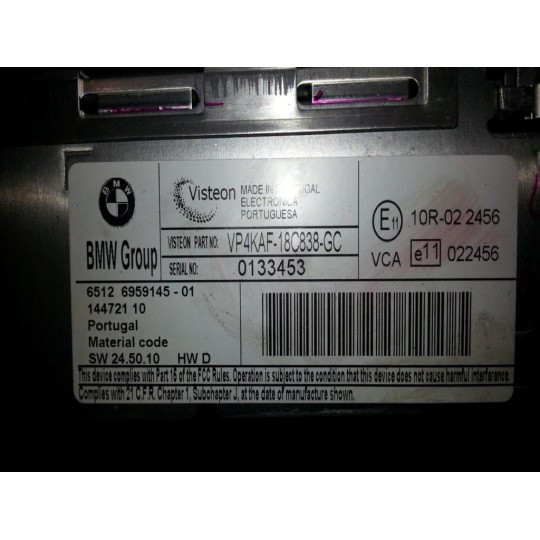 BMW
Visteon
MADE IN PORTUGAL
ELECTRONICA
PORTUGUESA
E11 10R-02 2456
BMW Group
VISTEON PART NO: VP4KAF-18C838-GC
VCA e11 022456
SERIAL NO: 0133453
6512 6959145 - 01
144721 10
Portugal
Material code
SW 24.50.10 HW D
This device complies with Part 15 of the FCC Rules. Operation is subject to the condition that this device does not cause harmful interference.
Complies with 21 C.F.R. Chapter 1, Subchapter J, at the date of manufacture shown.